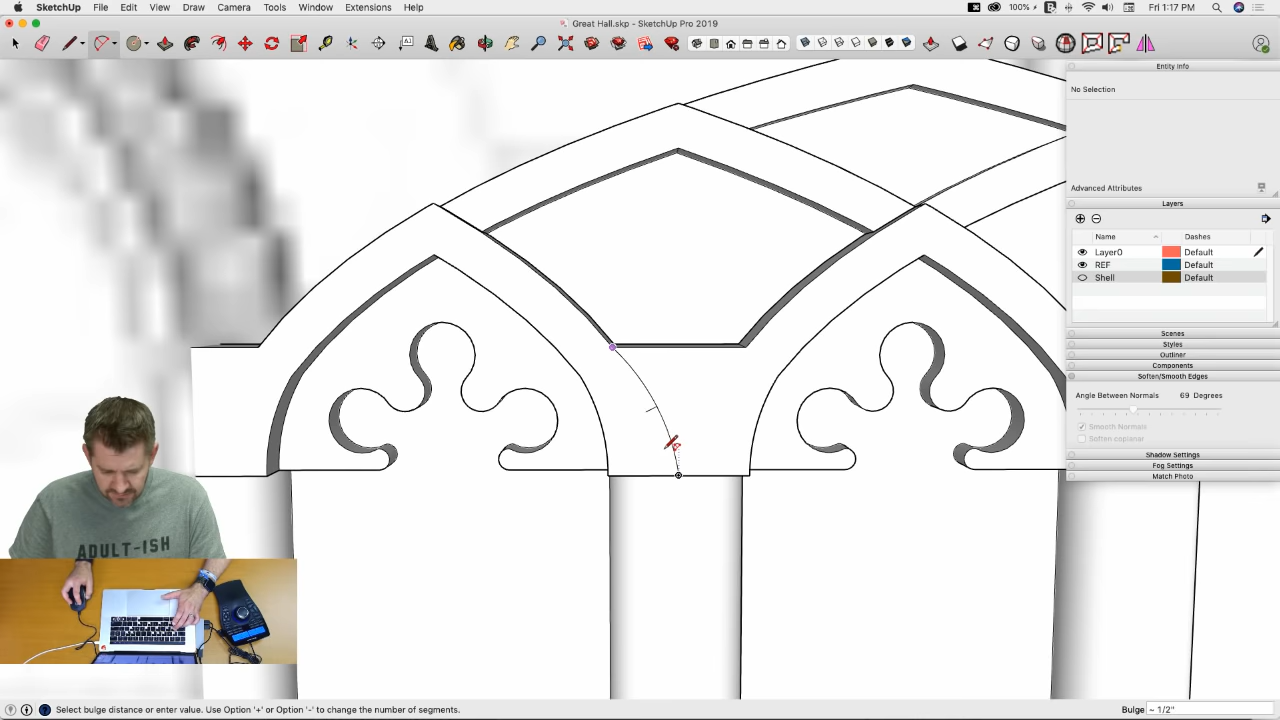 SketchUp File Edit View Draw Camera Tools Window Extensions Help
100% Fri 1:17 PM
Great Hall.skp - SketchUp Pro 2019
Entity Info
No Selection
Advanced Attributes
Layers
Name Dashes
Layer0 Default
REF Default
Shell Default
Scenes
Styles
Outliner
Components
Soften/Smooth Edges
Angle Between Normals 69 Degrees
Smooth Normals
Soften coplanar
Shadow Settings
Fog Settings
Match Photo
ADULT-ISH
Select bulge distance or enter value. Use Option '+' or Option '-' to change the number of segments.
Bulge ~ 1/2"